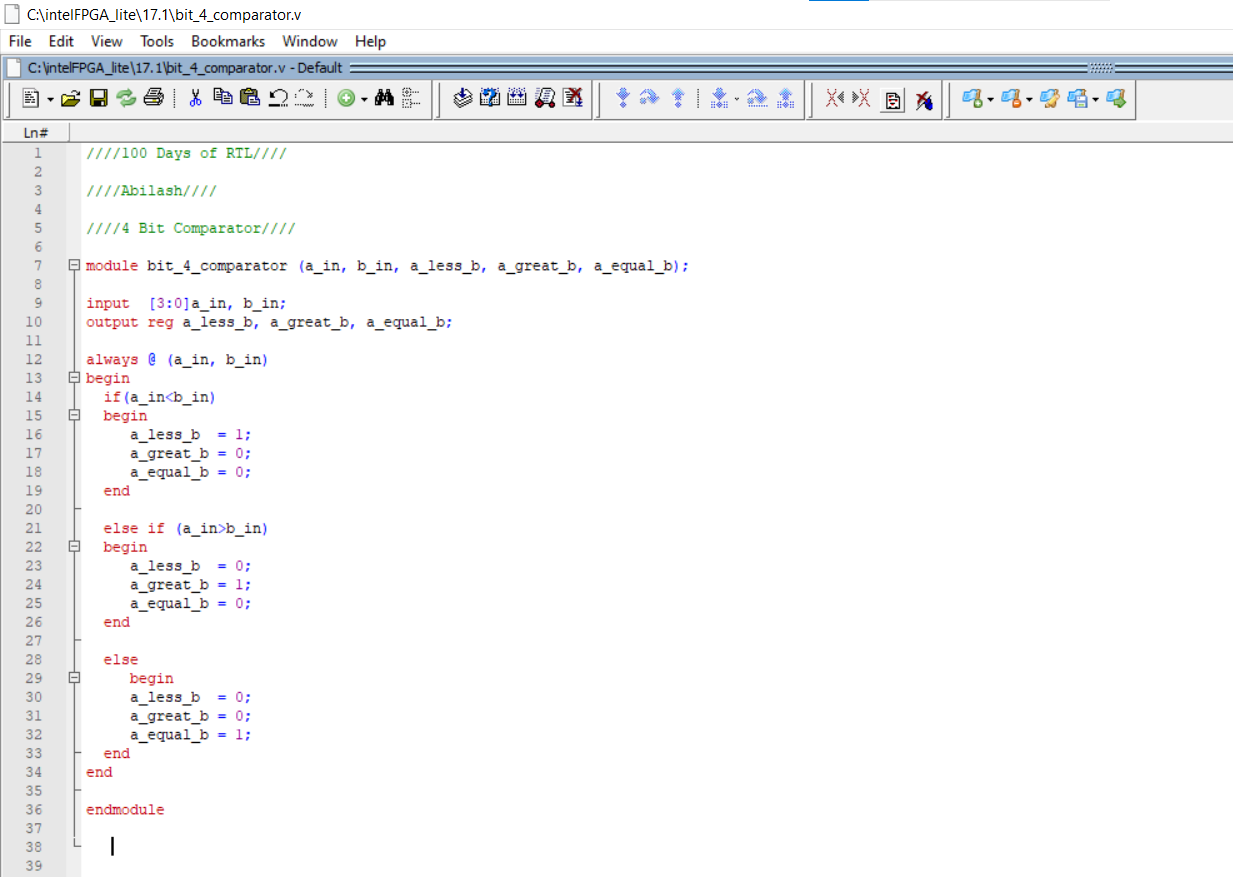 C:\intelFPGA_lite\17.1\bit_4_comparator.v
File Edit View Tools Bookmarks Window Help
C:\intelFPGA_lite\17.1\bit_4_comparator.v - Default
Ln#
1 ////100 Days of RTL////
2
3 ////Abilash////
4
5 ////4 Bit Comparator////
6
7 module bit_4_comparator (a_in, b_in, a_less_b, a_great_b, a_equal_b);
8
9 input  [3:0]a_in, b_in;
10 output reg a_less_b, a_great_b, a_equal_b;
11
12 always @ (a_in, b_in)
13 begin
14   if(a_in<b_in)
15   begin
16      a_less_b  = 1;
17      a_great_b = 0;
18      a_equal_b = 0;
19   end
20
21   else if (a_in>b_in)
22   begin
23      a_less_b  = 0;
24      a_great_b = 1;
25      a_equal_b = 0;
26   end
27
28   else
29      begin
30      a_less_b  = 0;
31      a_great_b = 0;
32      a_equal_b = 1;
33   end
34 end
35
36 endmodule
37
38
39